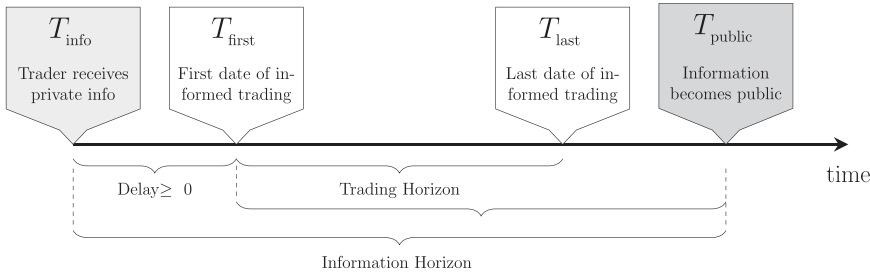 T_info
Trader receives
private info
T_first
First date of in-
formed trading
T_last
Last date of in-
formed trading
T_public
Information
becomes public
time
Delay≥ 0
Trading Horizon
Information Horizon